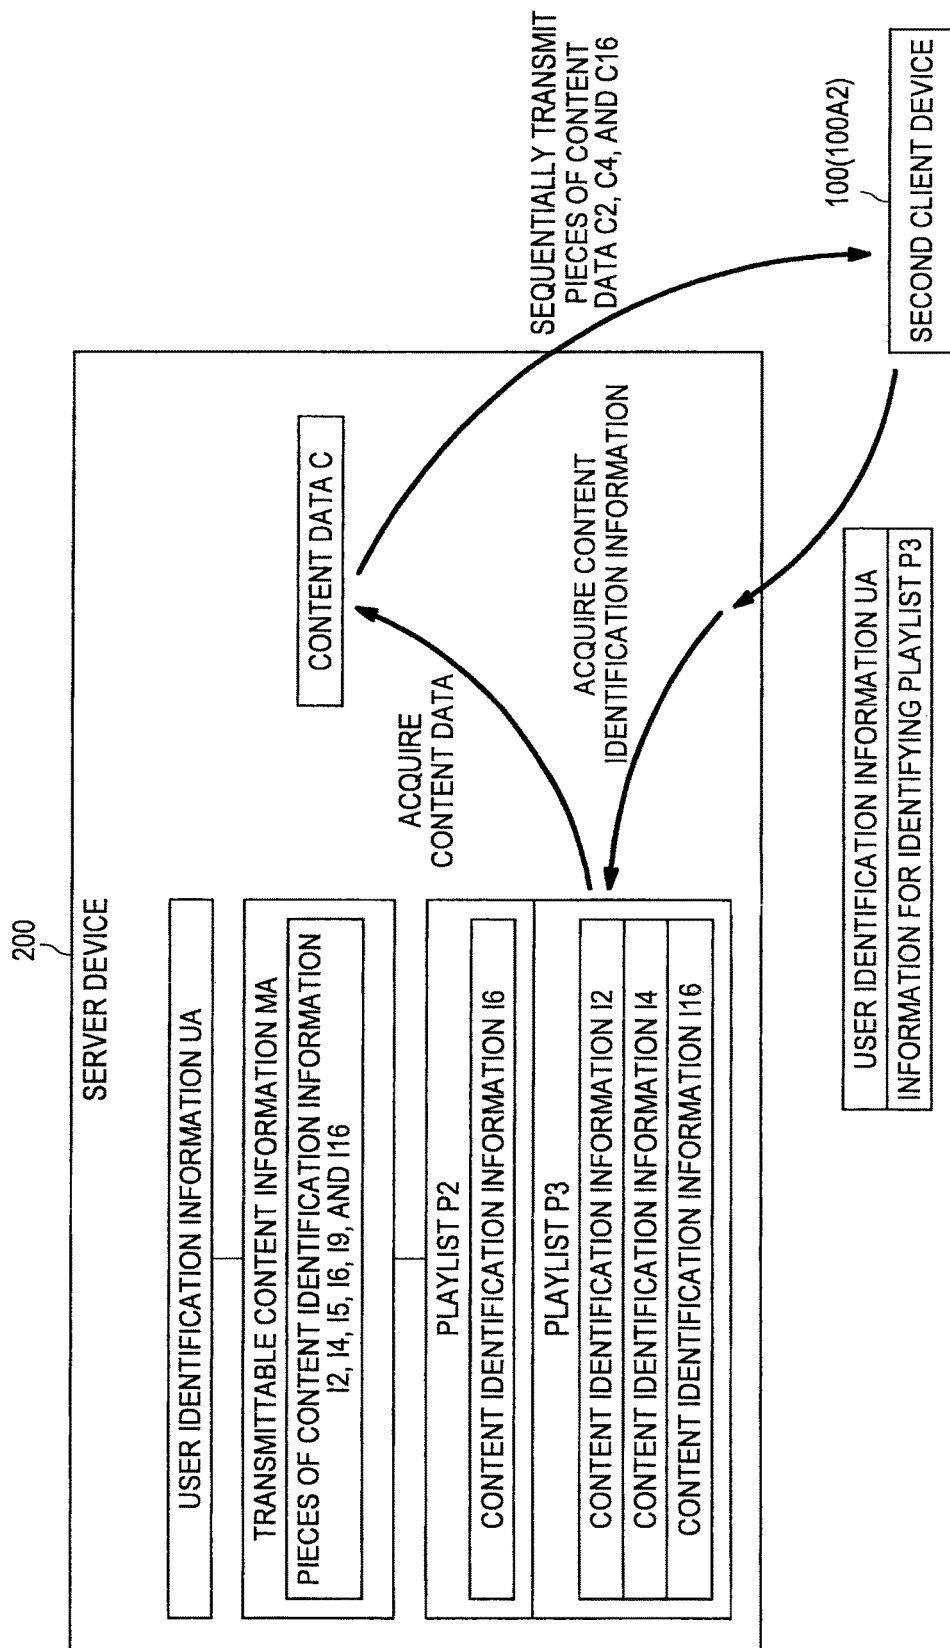 200
SERVER DEVICE
USER IDENTIFICATION INFORMATION UA
TRANSMITTABLE CONTENT INFORMATION MA
PIECES OF CONTENT IDENTIFICATION INFORMATION
I2, I4, I5, I6, I9, AND I16
PLAYLIST P2
CONTENT IDENTIFICATION INFORMATION I6
PLAYLIST P3
CONTENT IDENTIFICATION INFORMATION I2
CONTENT IDENTIFICATION INFORMATION I4
CONTENT IDENTIFICATION INFORMATION I16
ACQUIRE
CONTENT DATA
CONTENT DATA C
ACQUIRE CONTENT
IDENTIFICATION INFORMATION
SEQUENTIALLY TRANSMIT
PIECES OF CONTENT
DATA C2, C4, AND C16
USER IDENTIFICATION INFORMATION UA
INFORMATION FOR IDENTIFYING PLAYLIST P3
100(100A2)
SECOND CLIENT DEVICE